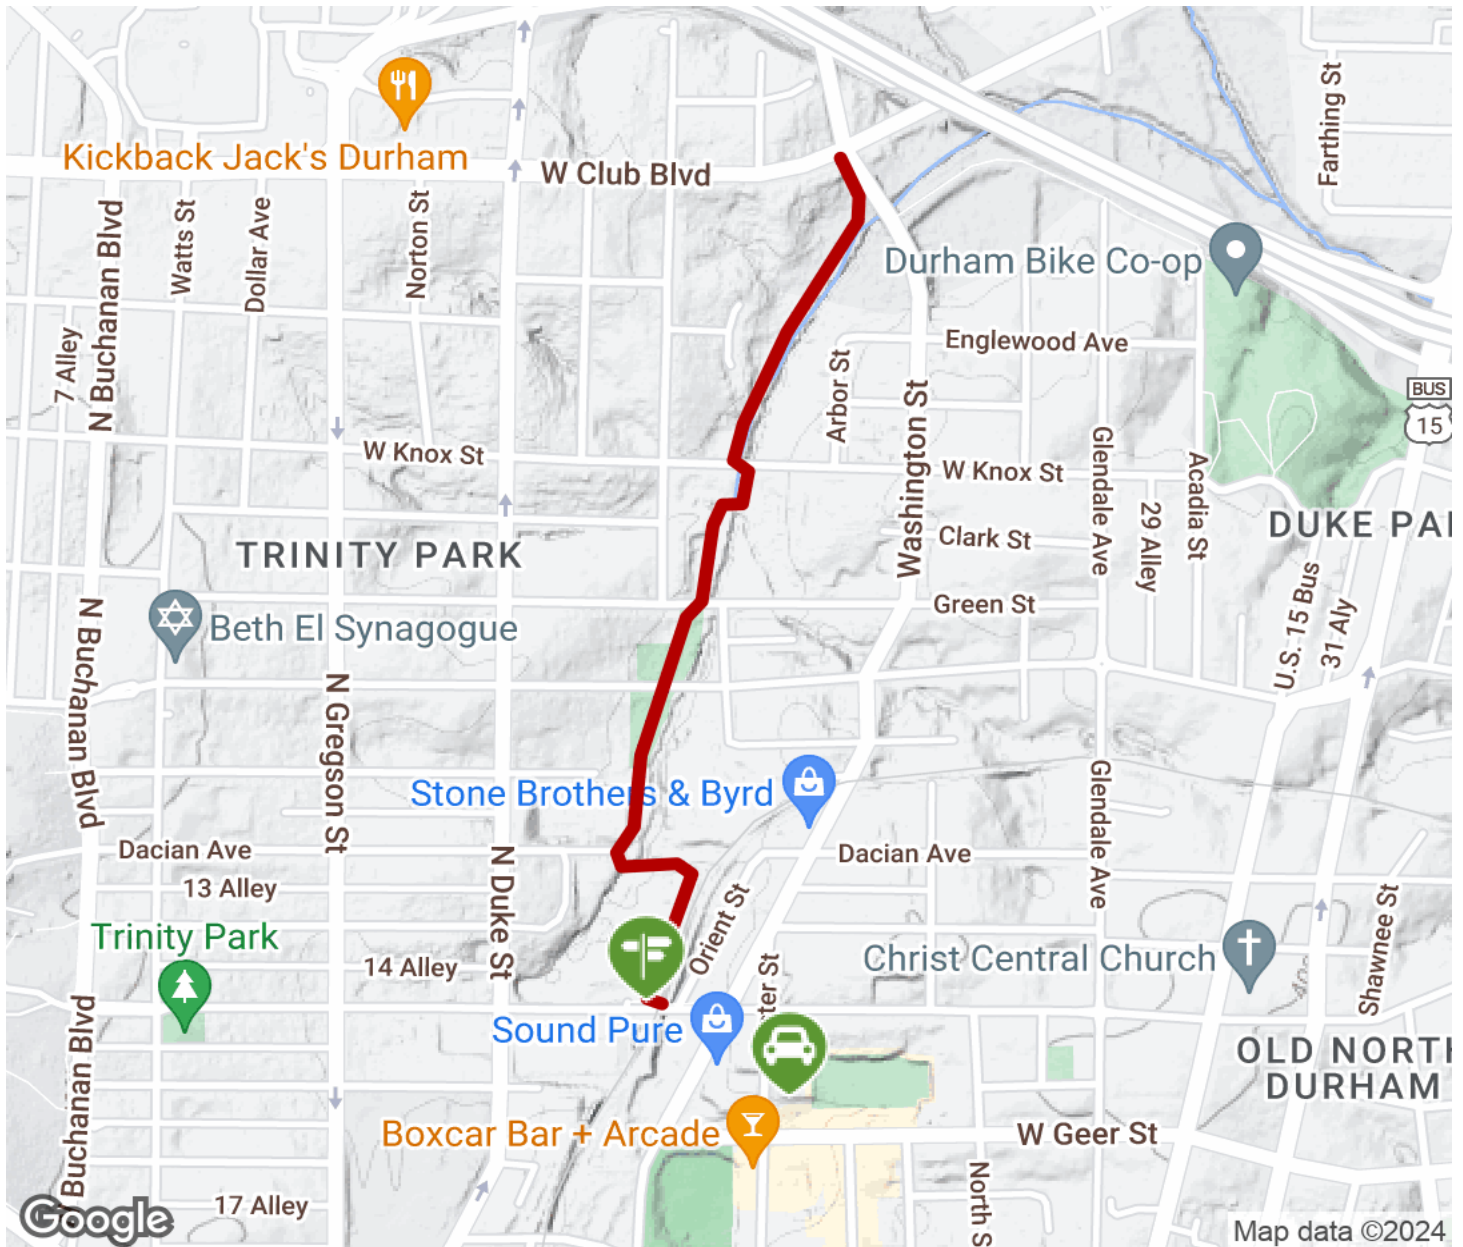 Farthing St
Kickback Jack's Durham
W Club Blvd
N Buchanan Blvd
Watts St
Dollar Ave
Norton St
Durham Bike Co-op
7 Alley
Englewood Ave
Arbor St
BUS
15
Washington St
W Knox St
W Knox St
Glendale Ave
Acadia St
29 Alley
Clark St
DUKE PA
TRINITY PARK
U.S. 15 Bus
31 Aly
Green St
Beth El Synagogue
N Buchanan Blvd
N Gregson St
Stone Brothers & Byrd
Glendale Ave
Dacian Ave
Dacian Ave
13 Alley
N Duke St
Orient St
Shawnee St
Trinity Park
14 Alley
Christ Central Church
400
ter St
Sound Pure
Buchanan Blvd
OLD NORTH
DURHAM
Boxcar Bar + Arcade
W Geer St
North S
17 Alley
Google
Map data ©2024